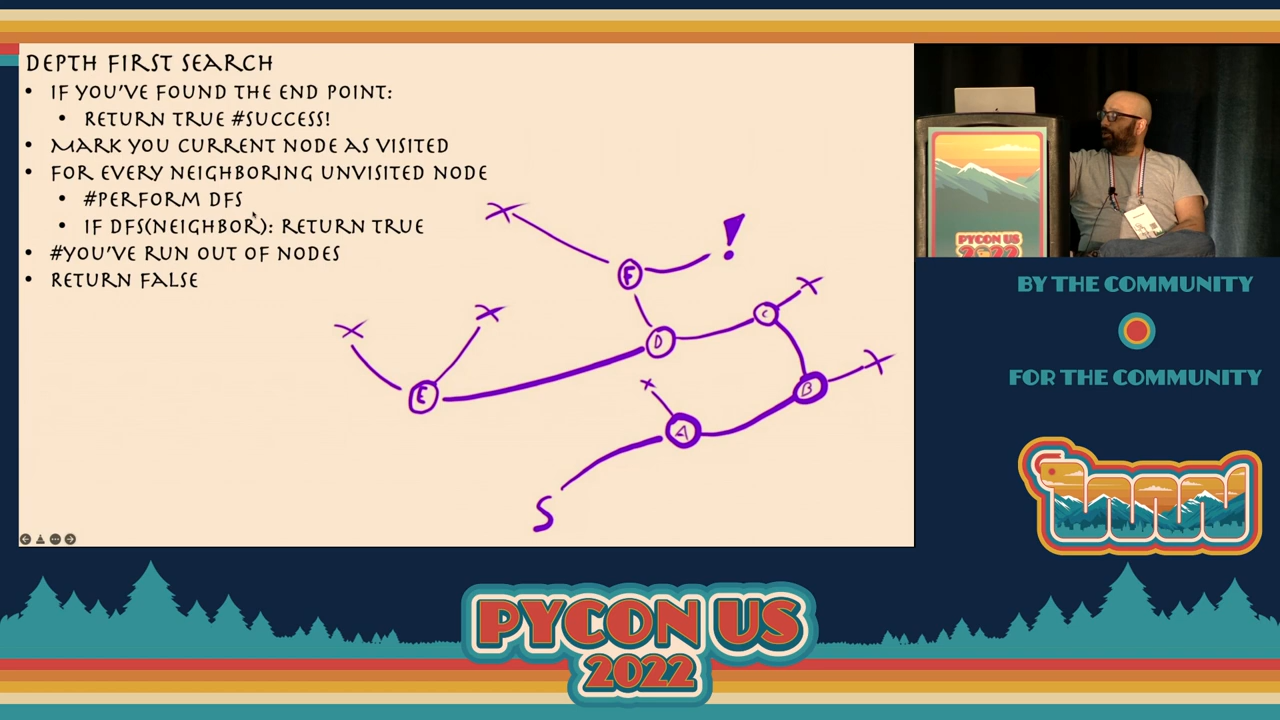 DEPTH FIRST SEARCH
• IF YOU'VE FOUND THE END POINT:
• RETURN TRUE #SUCCESS!
• MARK YOU CURRENT NODE AS VISITED
• FOR EVERY NEIGHBORING UNVISITED NODE
• #PERFORM DFS
• IF DFS(NEIGHBOR): RETURN TRUE
• #YOU'VE RUN OUT OF NODES
• RETURN FALSE
X
!
F
X
X
X
D
C
X
E
X
B
A
S
PYCON US
2022
BY THE COMMUNITY
FOR THE COMMUNITY
PYCON US
2022